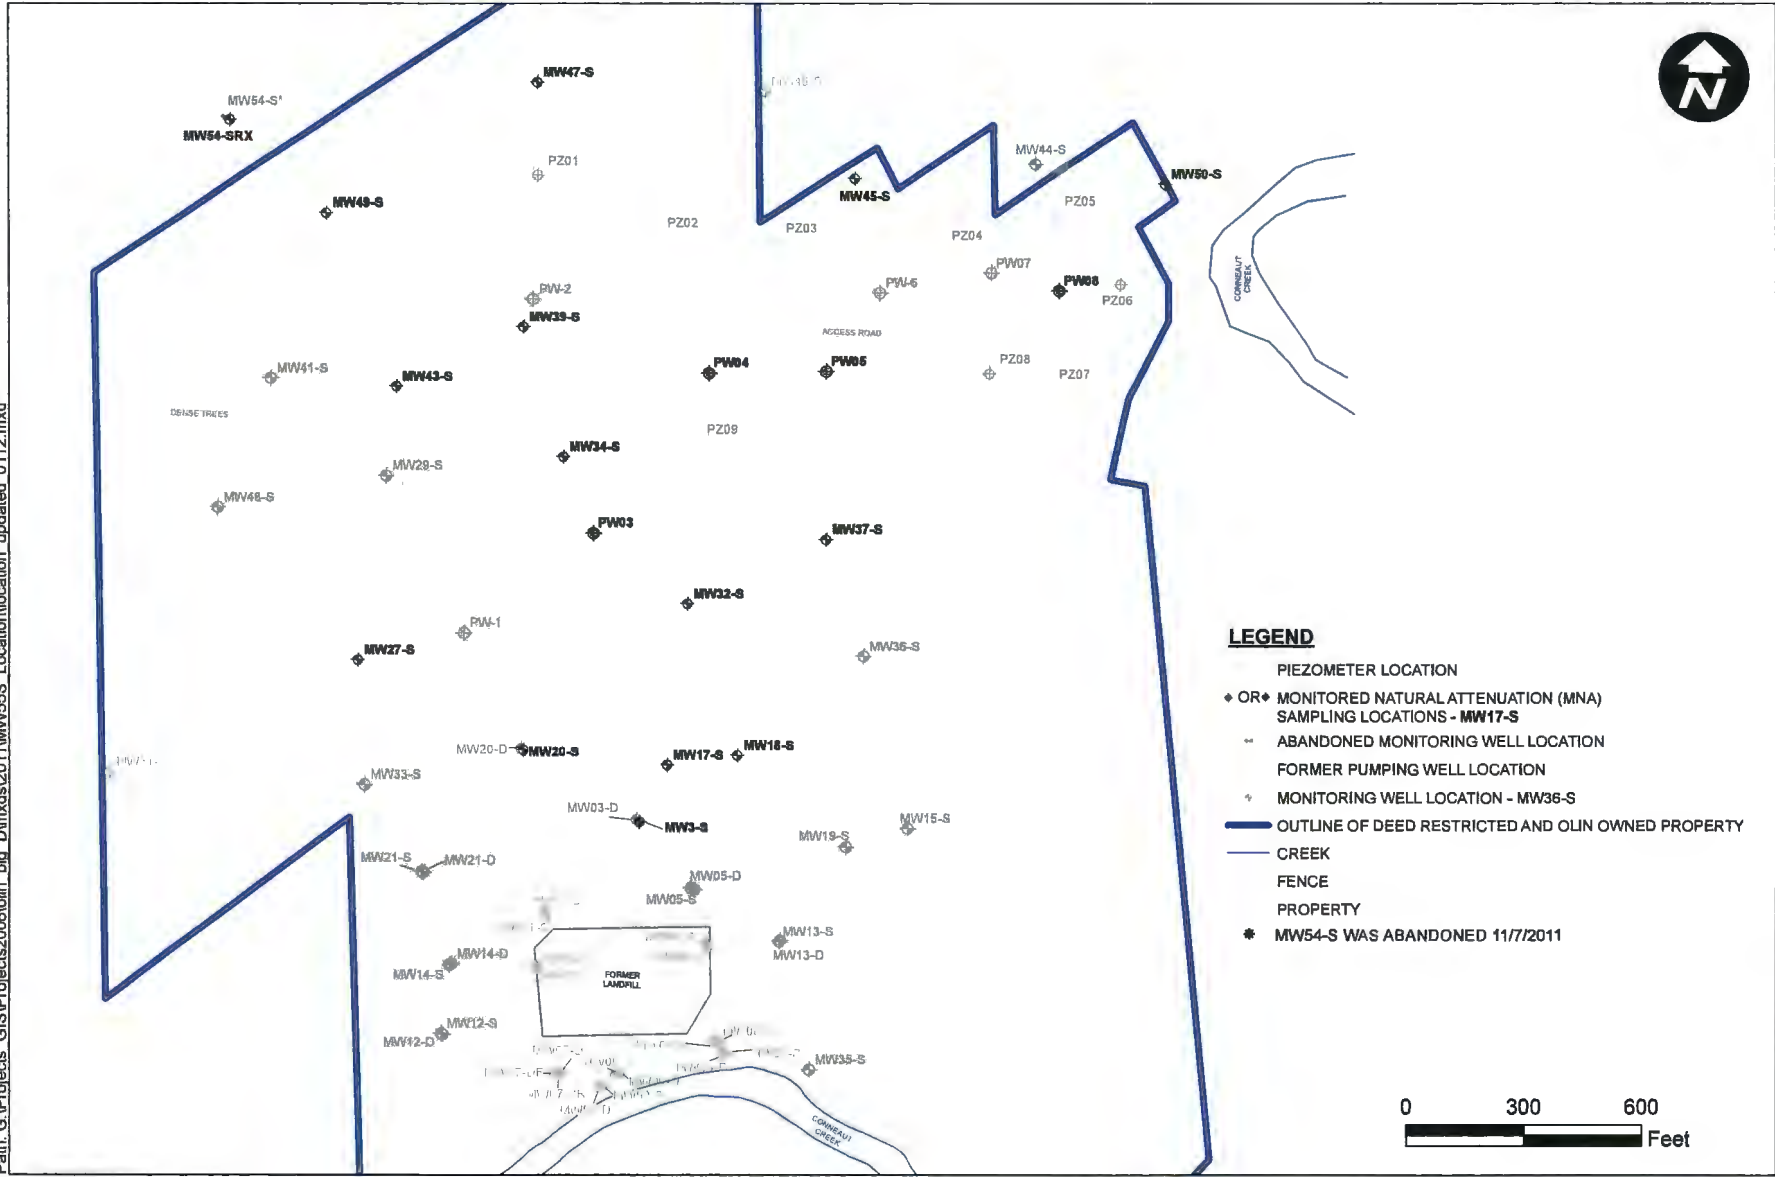 MW47-S
MW54-S*
MW54-SRX
N
PZ01
MW44-S
MW50-S
MW45-S
MW49-S
PZ05
PZ02
PZ03
PZ04
PW07
PW-2
PW-6
PW08
PZ06
CONNEAUT
CREEK
MW39-S
ACCESS ROAD
MW41-S
MW43-S
PW04
PW05
PZ08
PZ07
DENSE TREES
PZ09
MW34-S
MW29-S
MW48-S
PW03
MW37-S
MW32-S
PW-1
MW27-S
MW36-S
LEGEND
PIEZOMETER LOCATION
OR MONITORED NATURAL ATTENUATION (MNA)
SAMPLING LOCATIONS - MW17-S
ABANDONED MONITORING WELL LOCATION
FORMER PUMPING WELL LOCATION
MONITORING WELL LOCATION - MW36-S
OUTLINE OF DEED RESTRICTED AND OLIN OWNED PROPERTY
CREEK
FENCE
PROPERTY
MW54-S WAS ABANDONED 11/7/2011
MW20-D
MW20-S
MW17-S
MW18-S
MW33-S
MW03-D
MW3-S
MW15-S
MW19-S
MW21-S
MW21-D
MW05-D
MW05-S
MW13-S
MW13-D
MW14-D
MW14-S
FORMER
LANDFILL
MW12-S
MW12-D
MW35-S
CONNEAUT
CREEK
0 300 600
Feet